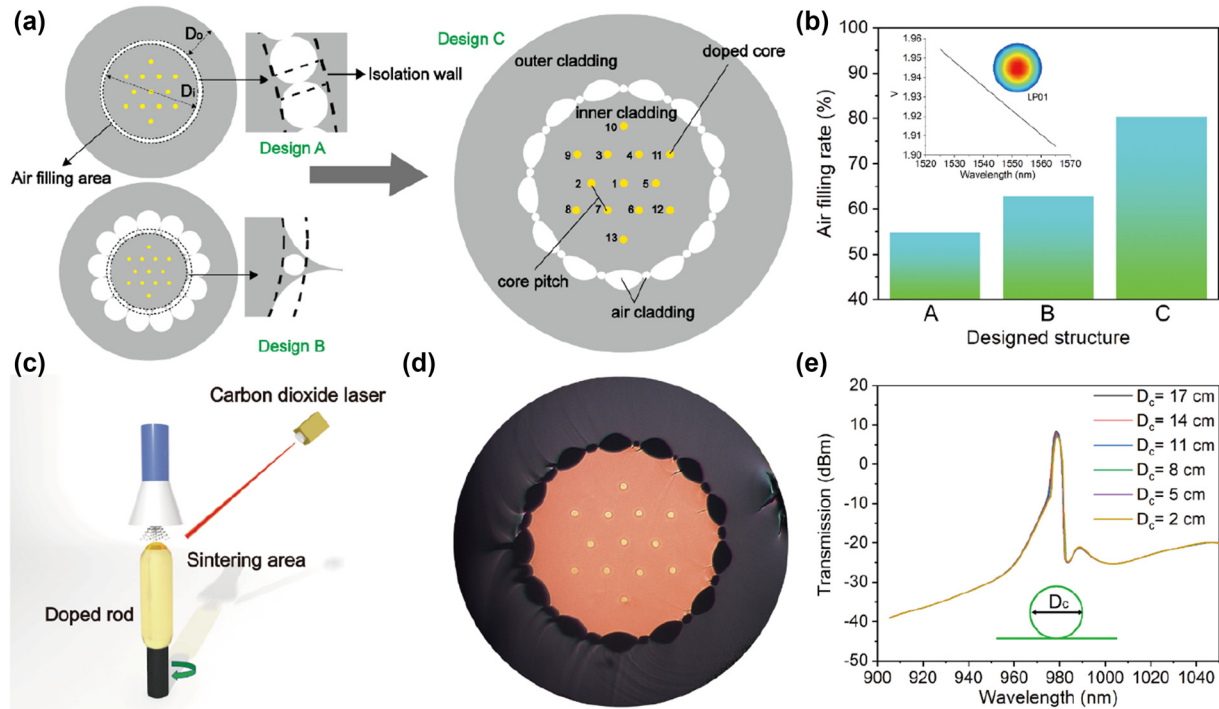 (a)
Do
Di
Isolation wall
Design A
Air filling area
Design B
Design C
doped core
outer cladding
inner cladding
10
9
3
4
11
2
1
5
8
7
6
12
13
core pitch
air cladding
(b)
Air filling rate (%)
100
90
80
70
60
50
40
A
B
C
Designed structure
1.96
1.95
1.94
1.93
1.92
1.91
1.90
V
LP01
1520
1530
1540
1550
1560
1570
Wavelength (nm)
(c)
Carbon dioxide laser
Sintering area
Doped rod
(d)
(e)
Transmission (dBm)
20
10
0
-10
-20
-30
-40
-50
Dc= 17 cm
Dc= 14 cm
Dc= 11 cm
Dc= 8 cm
Dc= 5 cm
Dc= 2 cm
Dc
900
920
940
960
980
1000
1020
1040
Wavelength (nm)